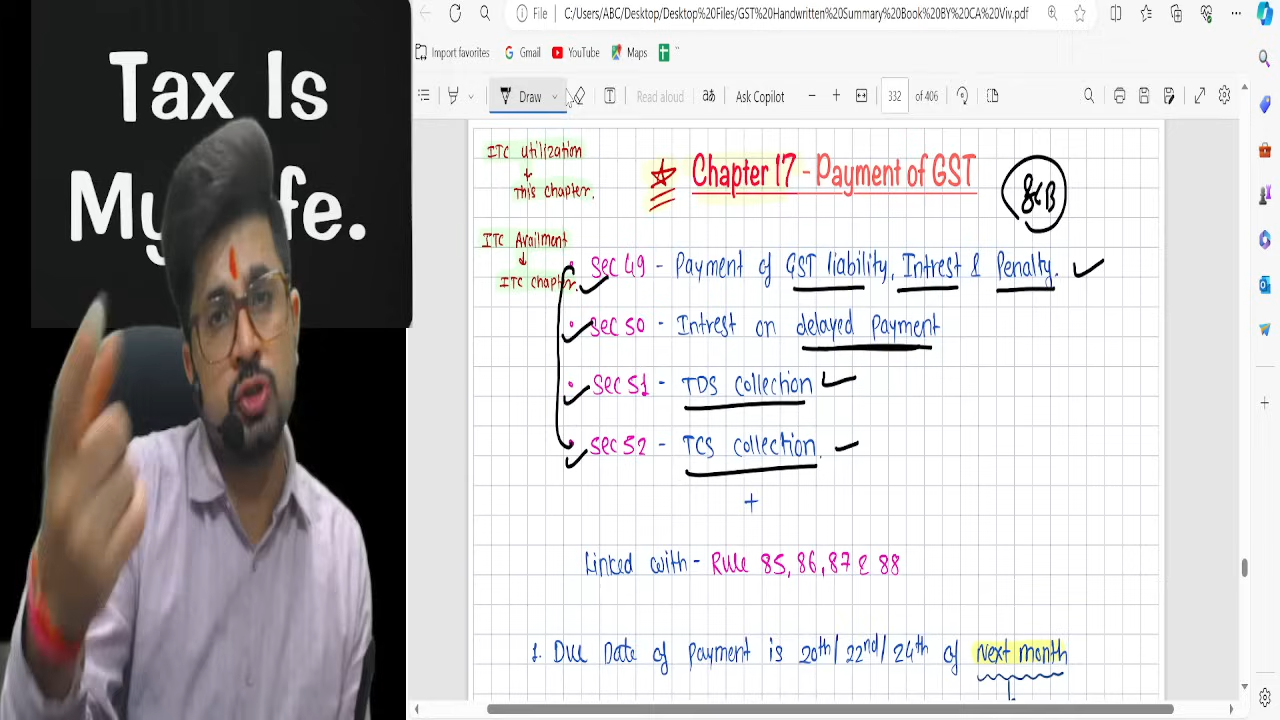 Tax Is
My
fe.
File
C:/Users/ABC/Desktop/Desktop%20Files/GST%20Handwritten%20Summary%20Book%20BY%20CA%20Viv.pdf
Import favorites
Gmail
YouTube
Maps
Draw
Read aloud
Ask Copilot
332 of 406
ITC utilization
This chapter.
ITC Availment
ITC chapter.
Chapter 17 - Payment of GST
Sec 49 - Payment of GST liability, Intrest & Penalty.
Sec 50 - Intrest on delayed Payment
Sec 51 - TDS collection
Sec 52 - TCS collection.
+
Linked with - Rule 85, 86, 87 & 88
1. Due Date of payment is 20th/ 22nd/ 24th of next month